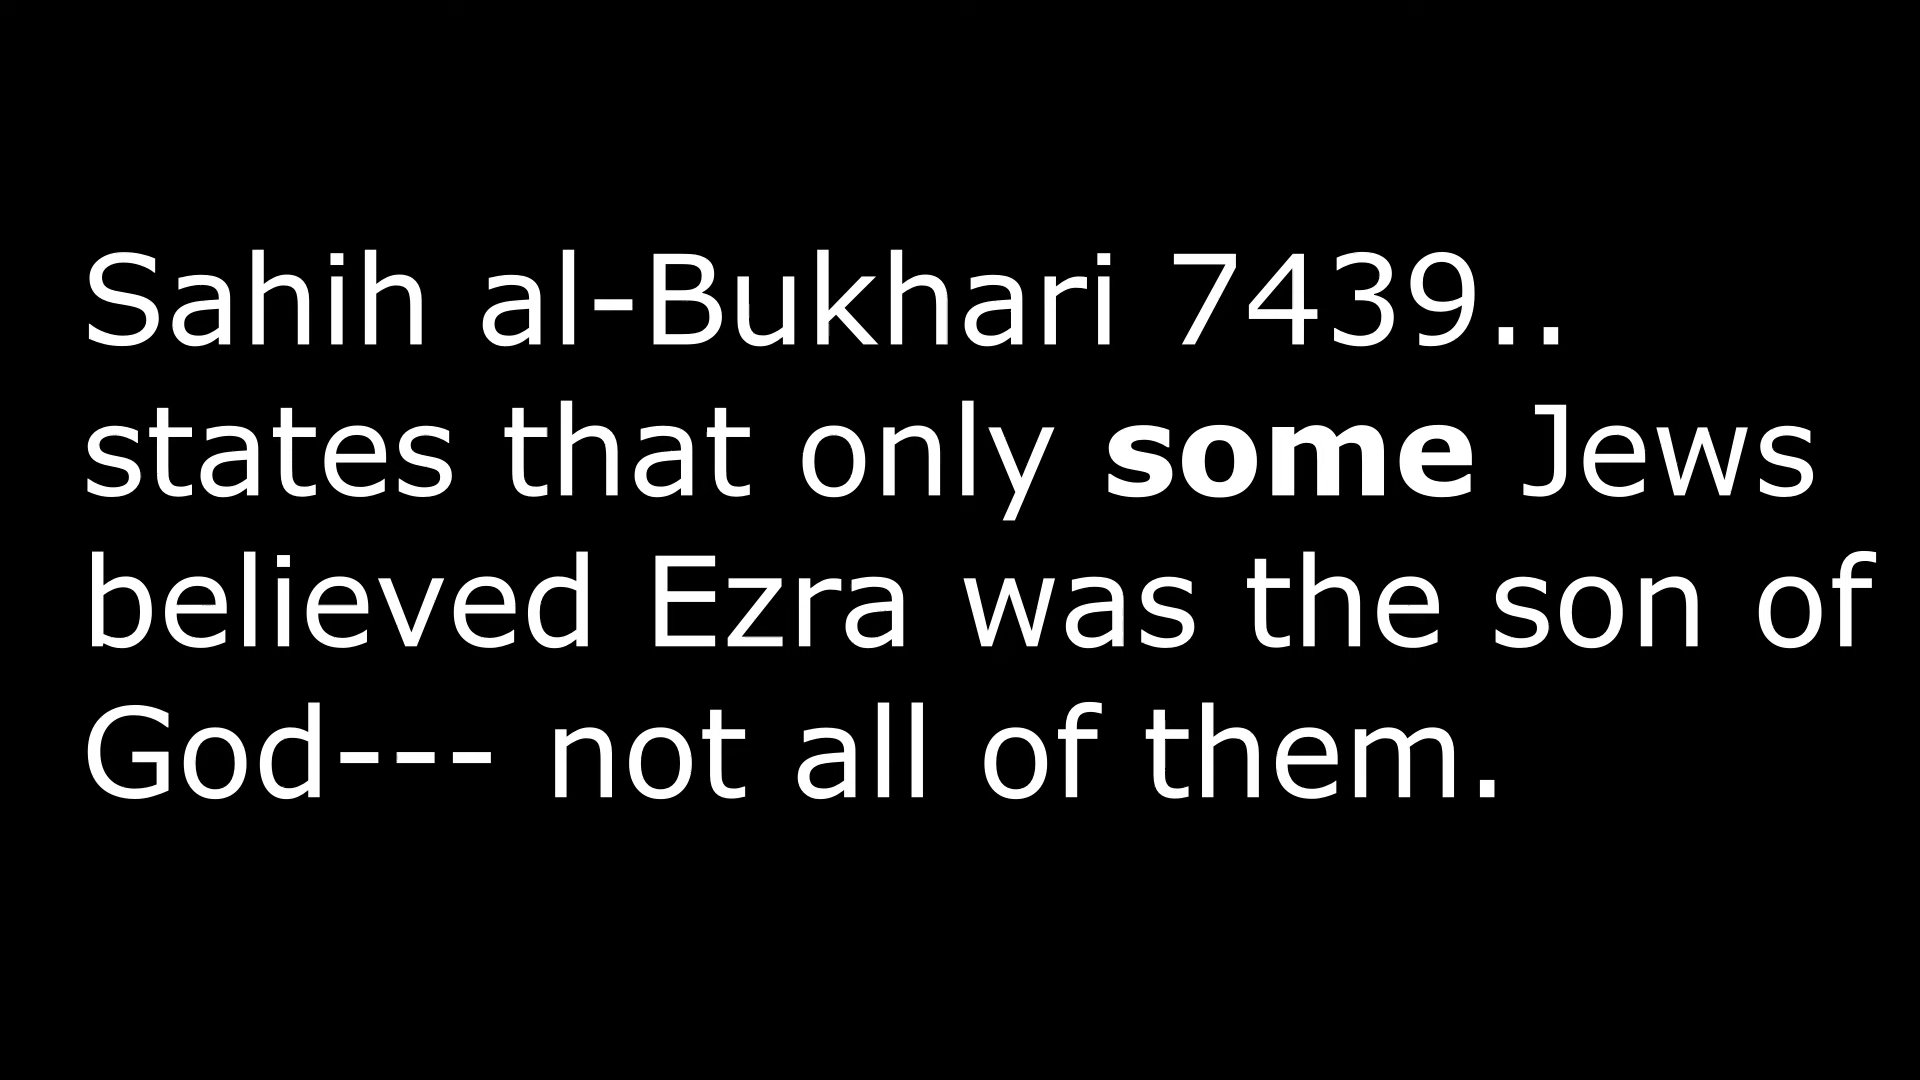 Sahih al-Bukhari 7439..
states that only some Jews
believed Ezra was the son of
God--- not all of them.